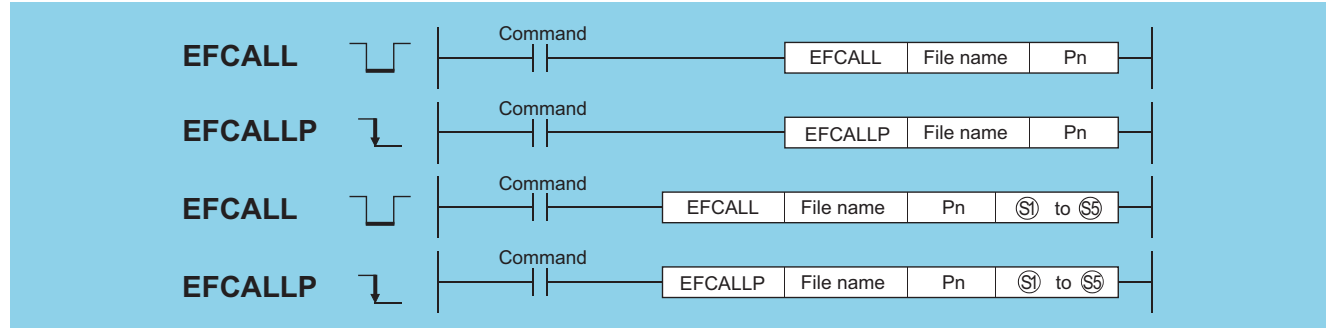 Command
EFCALL EFCALL File name Pn
Command
EFCALLP EFCALLP File name Pn
Command
EFCALL EFCALL File name Pn S1 to S5
Command
EFCALLP EFCALLP File name Pn S1 to S5